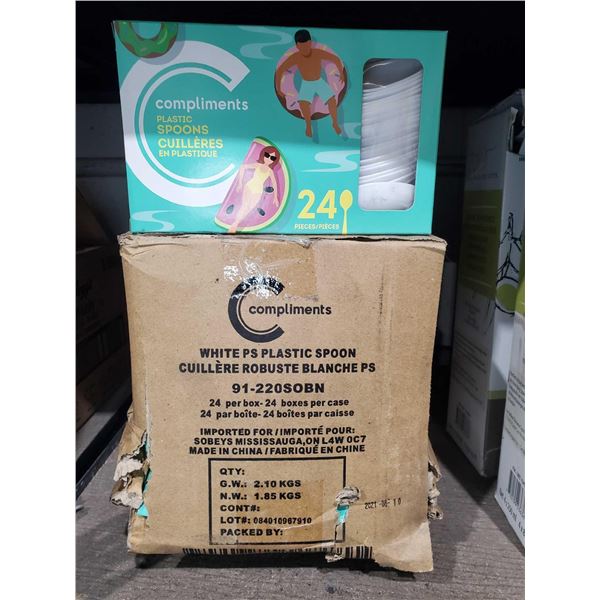 compliments
PLASTIC
SPOONS
CUILLÈRES
EN PLASTIQUE
24
PIECES/PIÈCES
compliments
WHITE PS PLASTIC SPOON
CUILLÈRE ROBUSTE BLANCHE PS
91-220SOBN
24 per box- 24 boxes per case
24 par boîte- 24 boîtes par caisse
IMPORTED FOR / IMPORTÉ POUR:
SOBEYS MISSISSAUGA,ON L4W 0C7
MADE IN CHINA / FABRIQUÉ EN CHINE
QTY:
G.W.: 2.10 KGS
N.W.: 1.85 KGS
CONT#:
LOT#: 084010967910
PACKED BY: